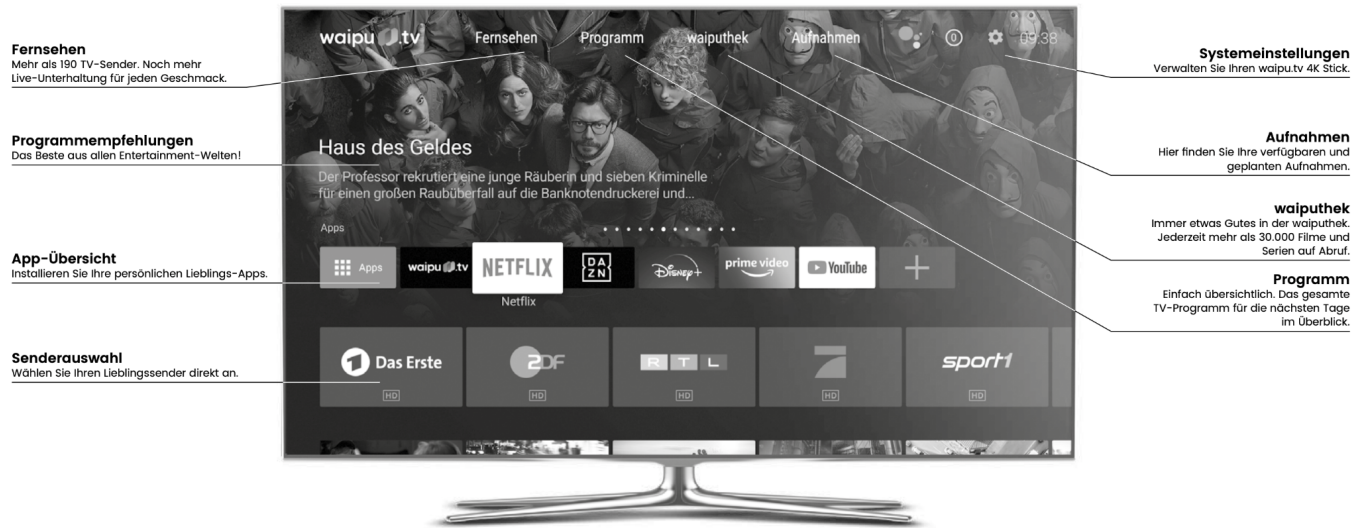 Fernsehen
Mehr als 190 TV-Sender. Noch mehr
Live-Unterhaltung für jeden Geschmack.
Programmempfehlungen
Das Beste aus allen Entertainment-Welten!
App-Übersicht
Installieren Sie Ihre persönlichen Lieblings-Apps.
Senderauswahl
Wählen Sie Ihren Lieblingssender direkt an.
waipu.tv Fernsehen Programm waiputhek Aufnahmen 0 09.38
Haus des Geldes
Der Professor rekrutiert eine junge Räuberin und sieben Kriminelle
für einen großen Raubüberfall auf die Banknotendruckerei und...
Apps
Apps waipu.tv NETFLIX DAZN Disney+ prime video YouTube
Netflix
Das Erste ZDF RTL sport1
HD HD HD HD HD
Systemeinstellungen
Verwalten Sie Ihren waipu.tv 4K Stick.
Aufnahmen
Hier finden Sie Ihre verfügbaren und
geplanten Aufnahmen.
waiputhek
Immer etwas Gutes in der waiputhek.
Jederzeit mehr als 30.000 Filme und
Serien auf Abruf.
Programm
Einfach übersichtlich. Das gesamte
TV-Programm für die nächsten Tage
im Überblick.